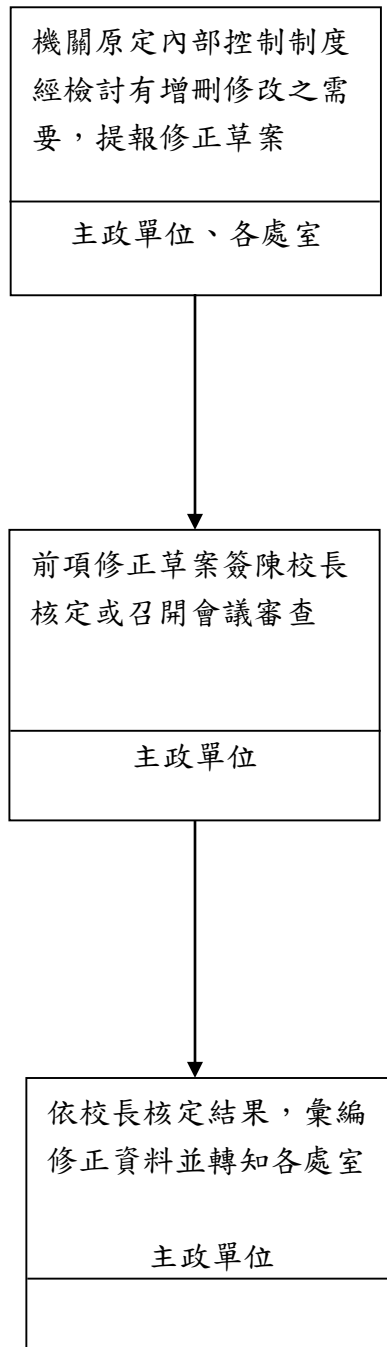 機關原定內部控制制度
經檢討有增刪修改之需
要，提報修正草案
主政單位、各處室
前項修正草案簽陳校長
核定或召開會議審查
主政單位
依校長核定結果，彙編
修正資料並轉知各處室
主政單位